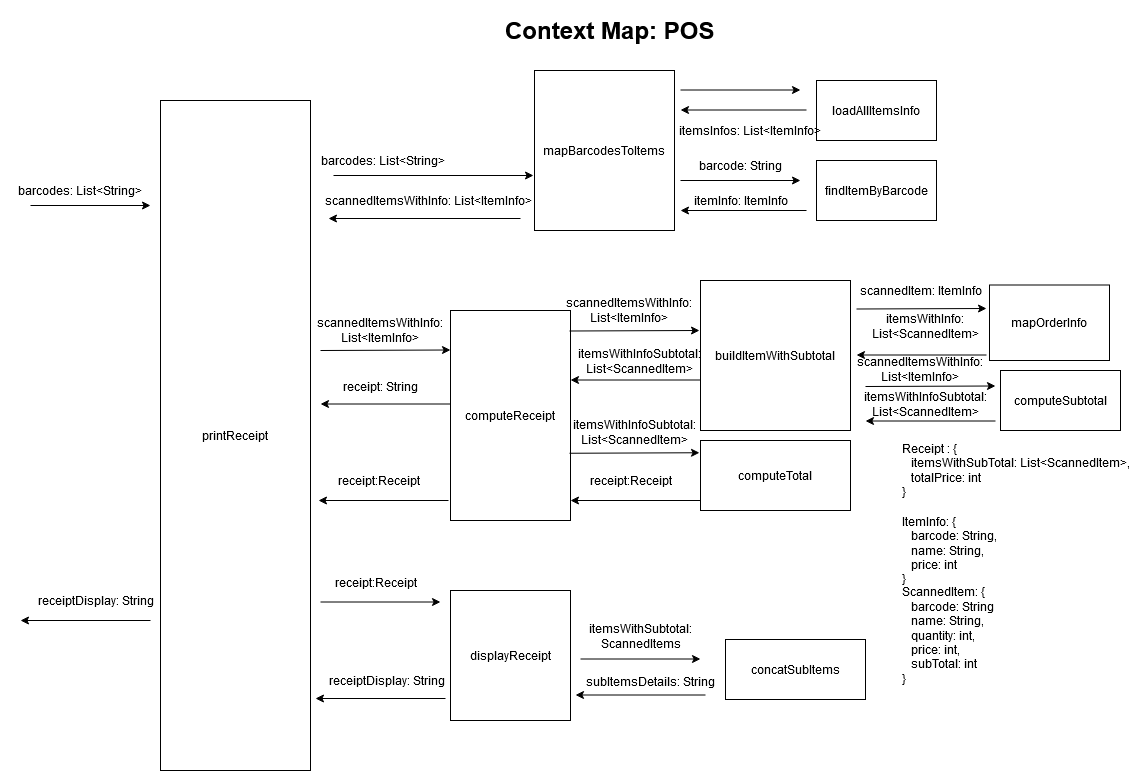 Context Map: POS
loadAllItemsInfo
itemsInfos: List<ItemInfo>
mapBarcodesToItems
barcodes: List<String>
barcode: String
barcodes: List<String>
findItemByBarcode
scannedItemsWithInfo: List<ItemInfo>
itemInfo: ItemInfo
scannedItem: ItemInfo
scannedItemsWithInfo:
List<ItemInfo>
itemsWithInfo:
List<ScannedItem>
mapOrderInfo
scannedItemsWithInfo:
List<ItemInfo>
itemsWithInfoSubtotal:
List<ScannedItem>
buildItemWithSubtotal
scannedItemsWithInfo:
List<ItemInfo>
receipt: String
itemsWithInfoSubtotal:
List<ScannedItem>
computeSubtotal
computeReceipt
itemsWithInfoSubtotal:
List<ScannedItem>
printReceipt
receipt:Receipt
receipt:Receipt
computeTotal
Receipt : {
itemsWithSubTotal: List<ScannedItem>,
totalPrice: int
}
ItemInfo: {
barcode: String,
name: String,
price: int
}
ScannedItem: {
barcode: String
name: String,
quantity: int,
price: int,
subTotal: int
}
receipt:Receipt
receiptDisplay: String
itemsWithSubtotal:
ScannedItems
displayReceipt
concatSubItems
receiptDisplay: String
subItemsDetails: String